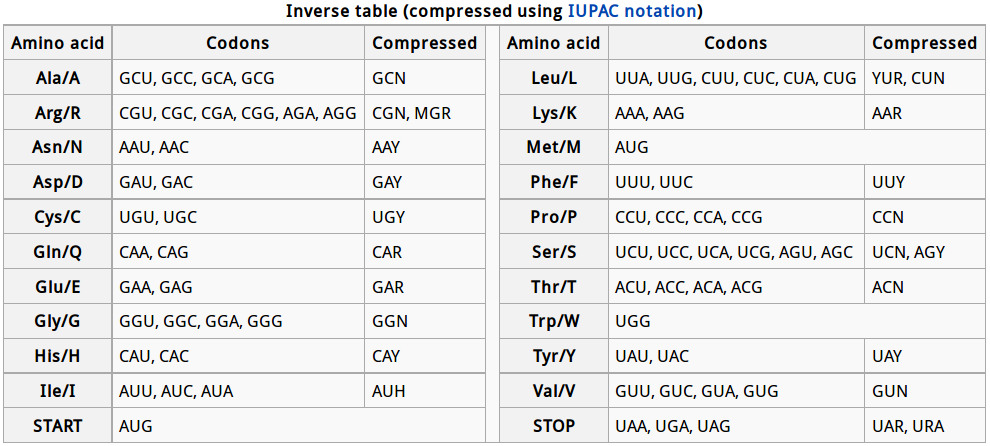 Inverse table (compressed using IUPAC notation)
Amino acid Codons Compressed Amino acid Codons Compressed
Ala/A GCU, GCC, GCA, GCG GCN Leu/L UUA, UUG, CUU, CUC, CUA, CUG YUR, CUN
Arg/R CGU, CGC, CGA, CGG, AGA, AGG CGN, MGR Lys/K AAA, AAG AAR
Asn/N AAU, AAC AAY Met/M AUG
Asp/D GAU, GAC GAY Phe/F UUU, UUC UUY
Cys/C UGU, UGC UGY Pro/P CCU, CCC, CCA, CCG CCN
Gln/Q CAA, CAG CAR Ser/S UCU, UCC, UCA, UCG, AGU, AGC UCN, AGY
Glu/E GAA, GAG GAR Thr/T ACU, ACC, ACA, ACG ACN
Gly/G GGU, GGC, GGA, GGG GGN Trp/W UGG
His/H CAU, CAC CAY Tyr/Y UAU, UAC UAY
Ile/I AUU, AUC, AUA AUH Val/V GUU, GUC, GUA, GUG GUN
START AUG STOP UAA, UGA, UAG UAR, URA